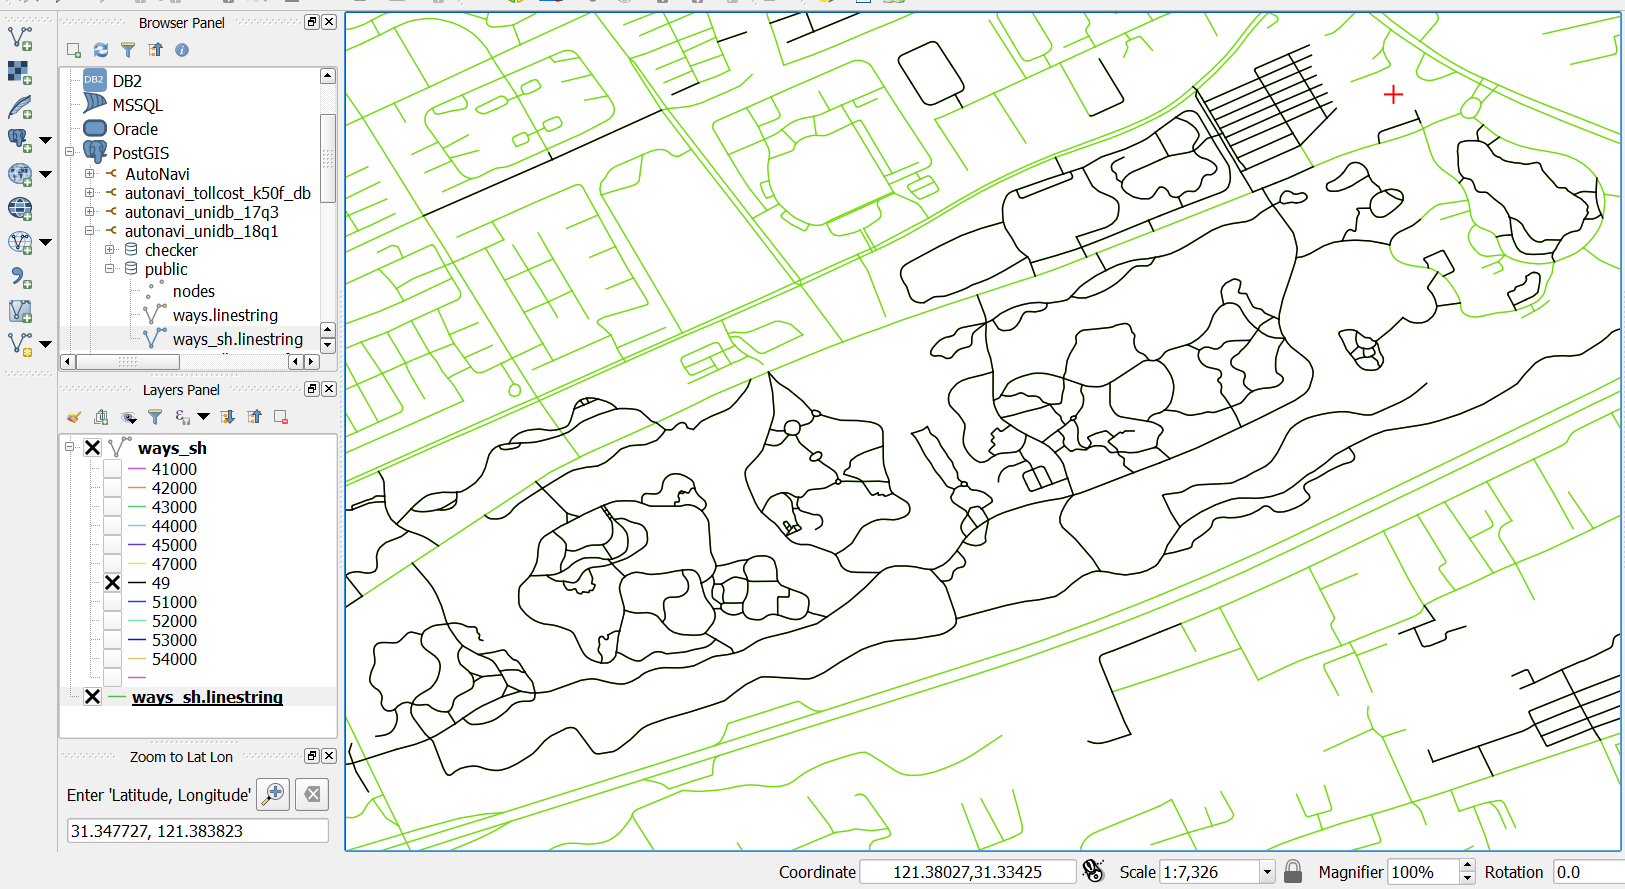 Browser Panel
DB2
DB2
MSSQL
Oracle
PostGIS
AutoNavi
autonavi_tollcost_k50f_db
autonavi_unidb_17q3
autonavi_unidb_18q1
checker
public
nodes
ways.linestring
ways_sh.linestring
Layers Panel
ways_sh
41000
42000
43000
44000
45000
47000
49
51000
52000
53000
54000
ways_sh.linestring
Zoom to Lat Lon
Enter 'Latitude, Longitude'
31.347727, 121.383823
Coordinate 121.38027,31.33425 Scale 1:7,326 Magnifier 100% Rotation 0.0